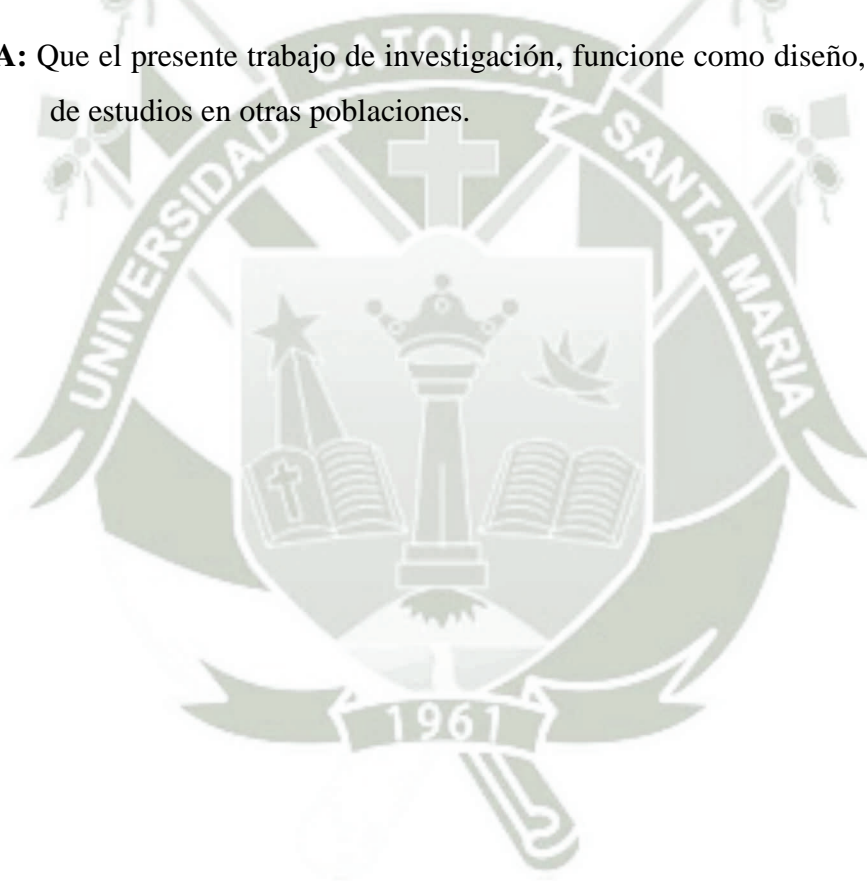 A: Que el presente trabajo de investigación, funcione como diseño,
de estudios en otras poblaciones.
UNIVERSIDAD CATOLICA SANTA MARIA
1961